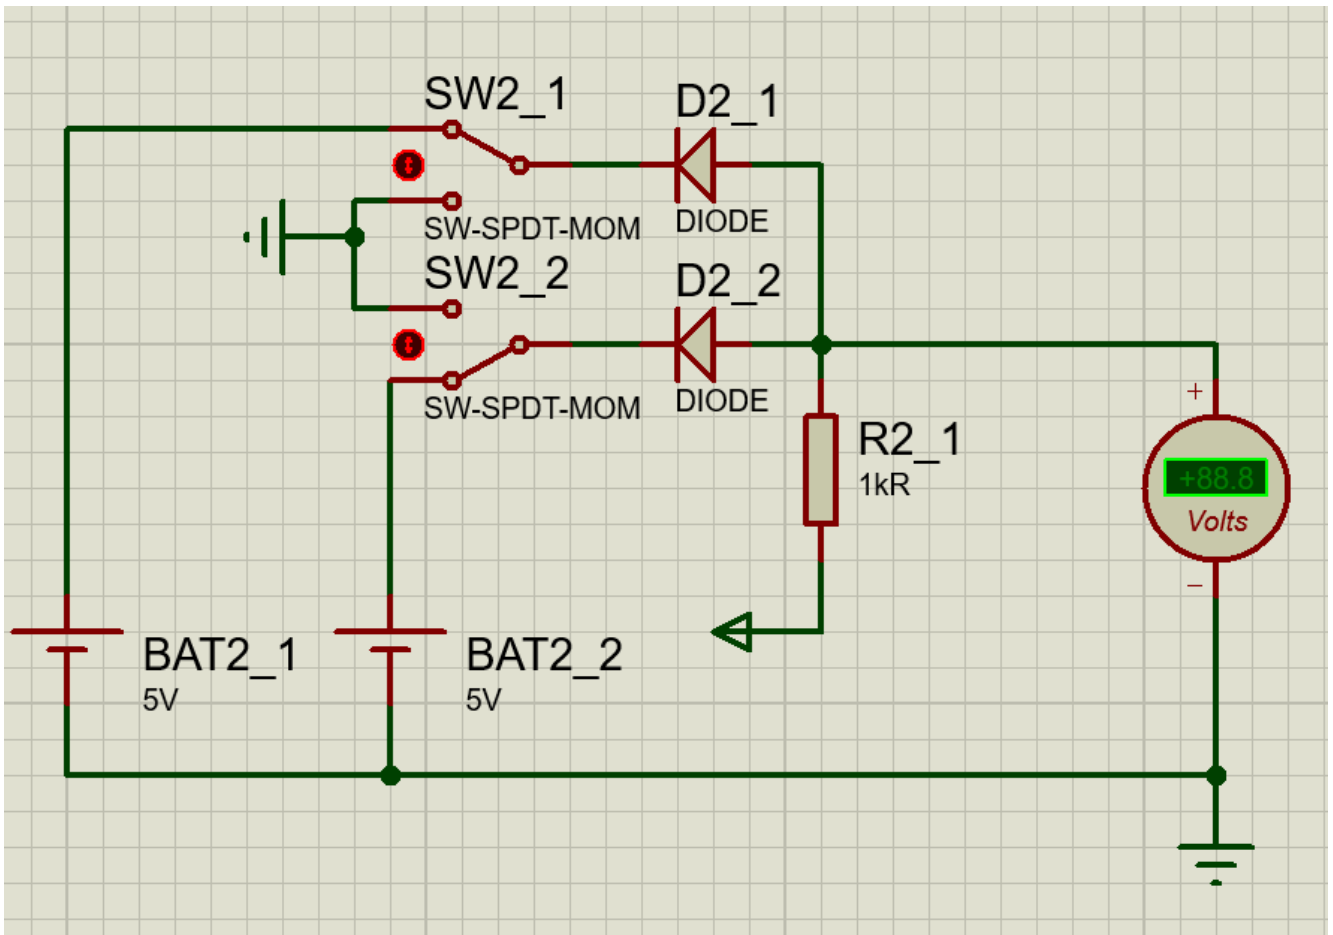 SW2_1
D2_1
SW-SPDT-MOM
DIODE
SW2_2
D2_2
SW-SPDT-MOM
DIODE
R2_1
1kR
+
+88.8
Volts
−
BAT2_1
5V
BAT2_2
5V